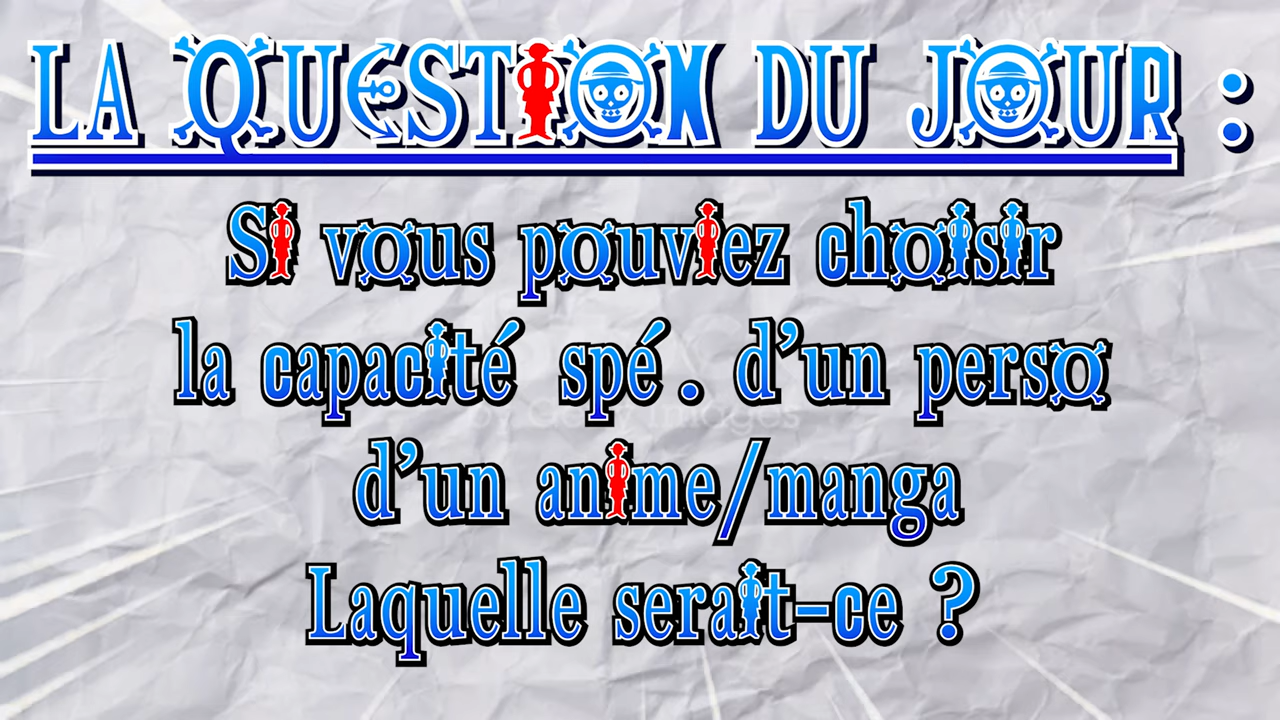 LA QUESTION DU JOUR :
Si vous pouviez choisir
la capacité spé. d'un perso
d'un anime/manga
Laquelle serait-ce ?